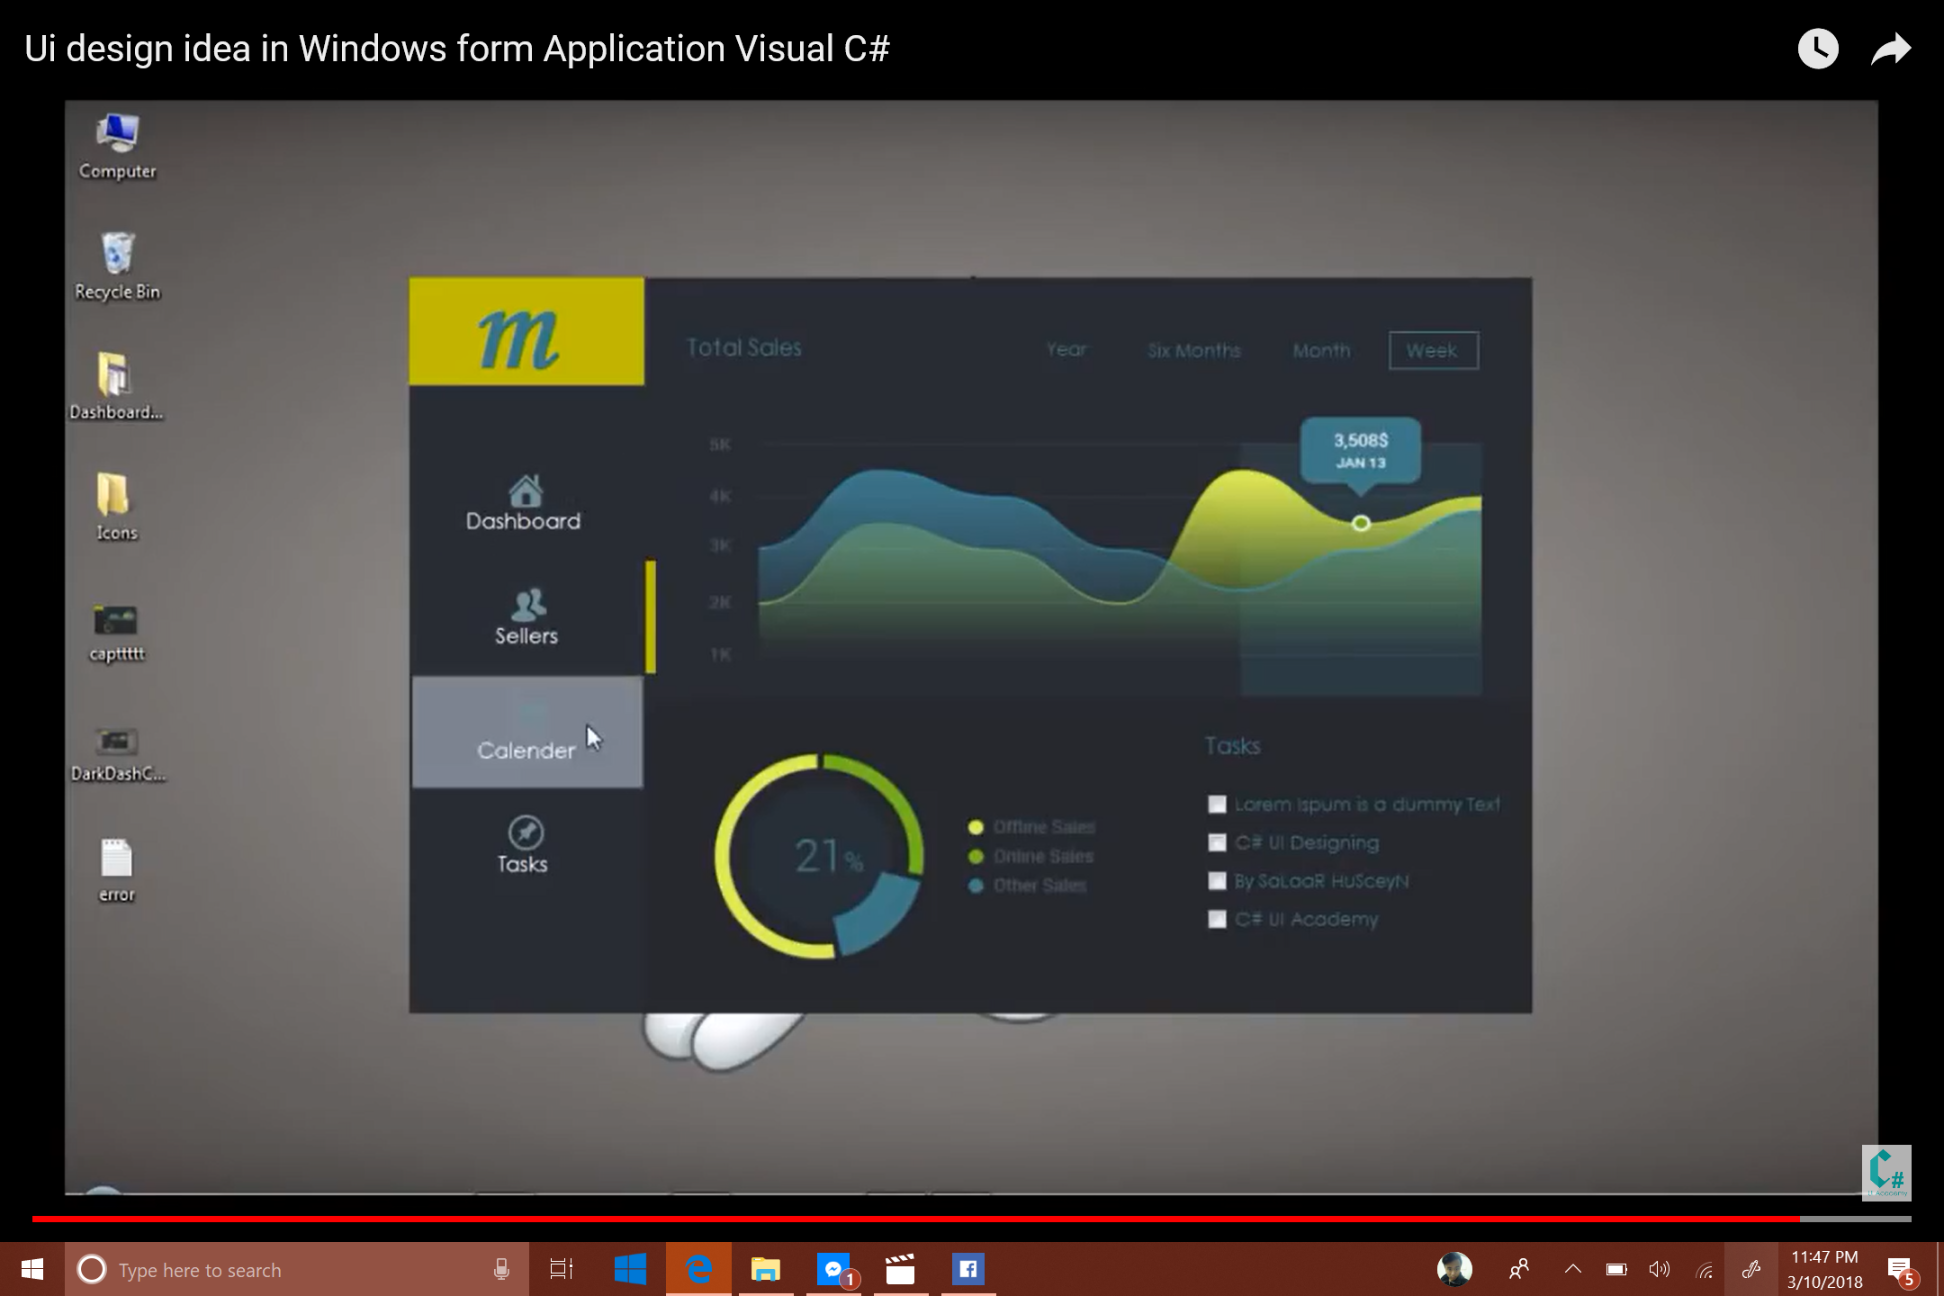 Ui design idea in Windows form Application Visual C#
Computer
Recycle Bin
Dashboard...
Icons
capttttt
DarkDashC...
error
m
Total Sales
Year
Six Months
Month
Week
5K
4K
3K
2K
1K
3,508$
JAN 13
Dashboard
Sellers
Calender
Tasks
21%
Offline Sales
Online Sales
Other Sales
Tasks
Lorem Ispum is a dummy Text
C# UI Designing
By SaLaaR HuSceyN
C# UI Academy
C#
Type here to search
1
11:47 PM
3/10/2018
5